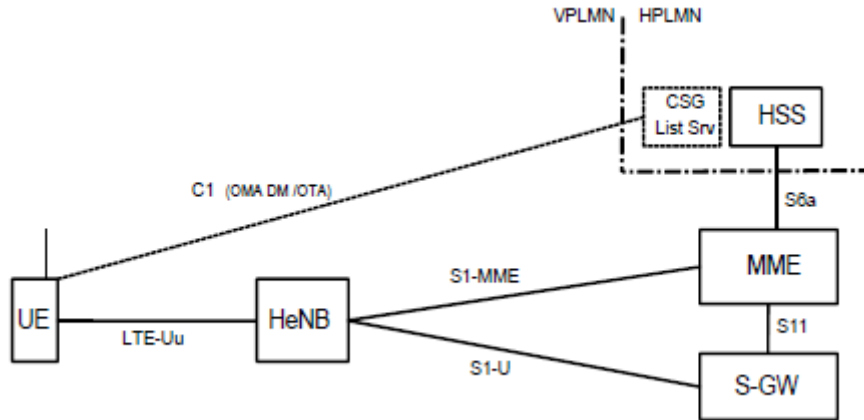 VPLMN HPLMN
CSG
List Srv
HSS
C1 (OMA DM /OTA)
S6a
UE
LTE-Uu
HeNB
S1-MME
MME
S11
S1-U
S-GW